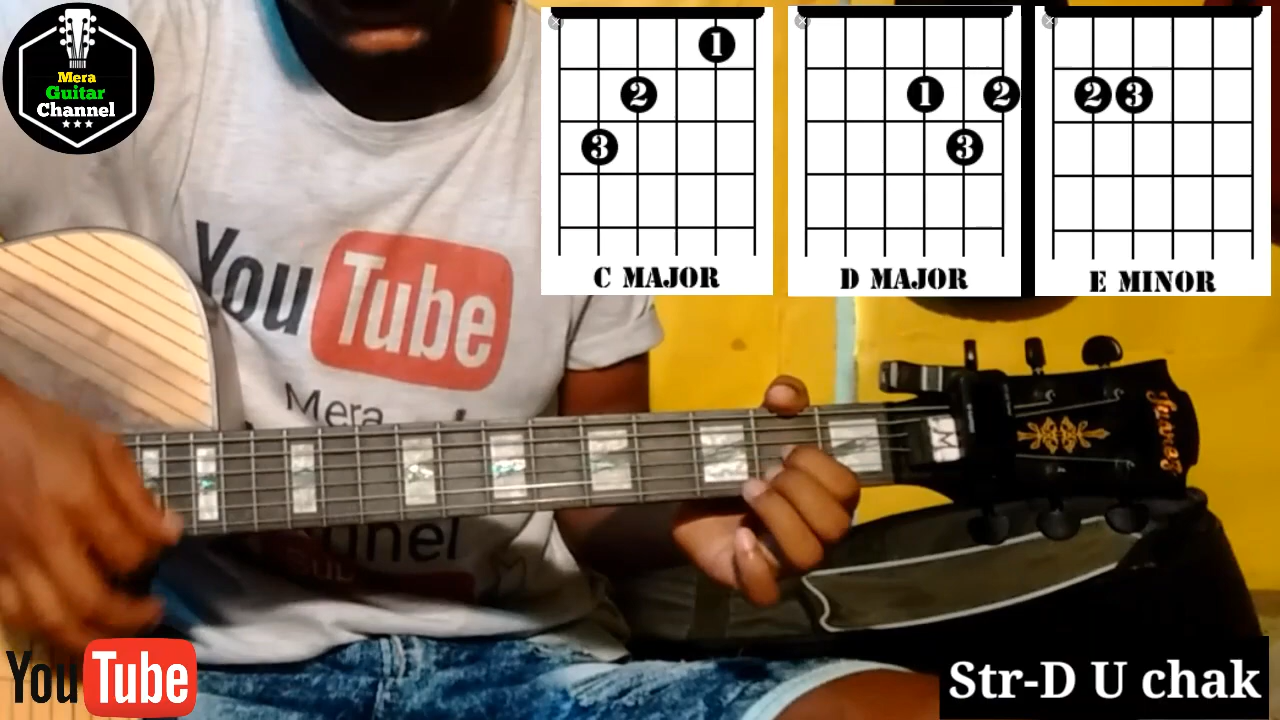 Mera
Guitar
Channel
1
2
3
C MAJOR
1
2
3
D MAJOR
2 3
E MINOR
YouTube
Mera
Juarez
YouTube
Str-D U chak